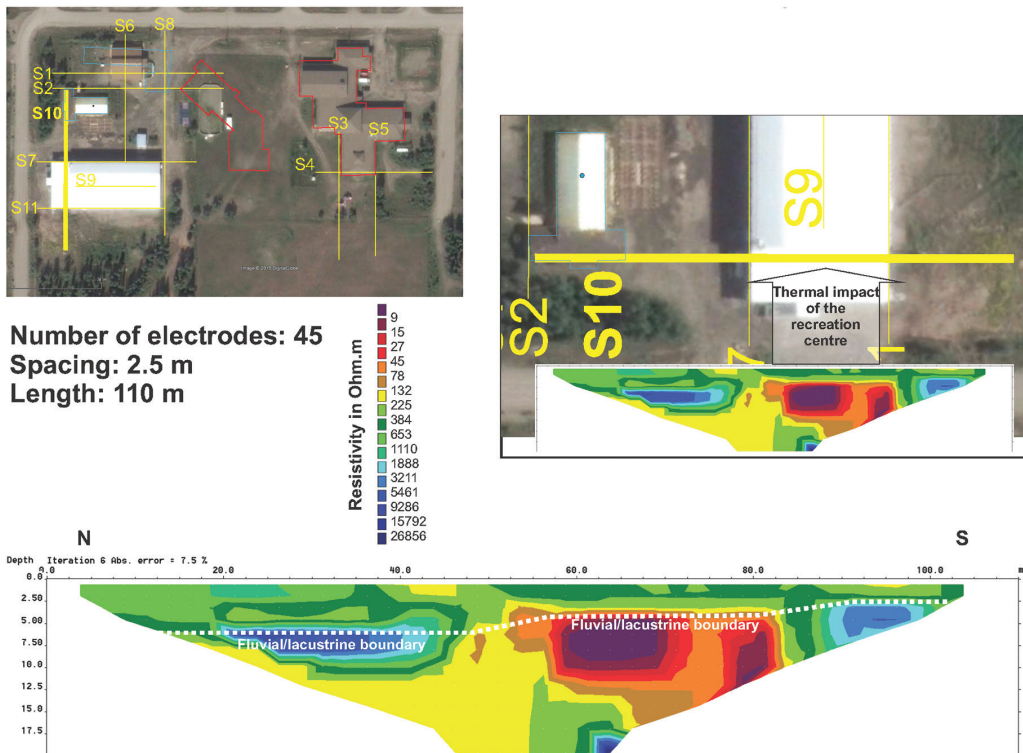 S6
S8
S1
S2
S10
S3
S5
S4
S7
S9
S11
Image © 2015 DigitalGlobe
S9
S10
S2
7
1
Thermal impact
of the
recreation
centre
Number of electrodes: 45
Spacing: 2.5 m
Length: 110 m
Resistivity in Ohm.m
9
15
27
45
78
132
225
384
653
1110
1888
3211
5461
9286
15792
26856
N
S
Depth Iteration 6 Abs. error = 7.5 %
0.0 20.0 40.0 60.0 80.0 100.0 m
0.0
2.50
5.00
7.50
10.0
12.5
15.0
17.5
Fluvial/lacustrine boundary
Fluvial/lacustrine boundary